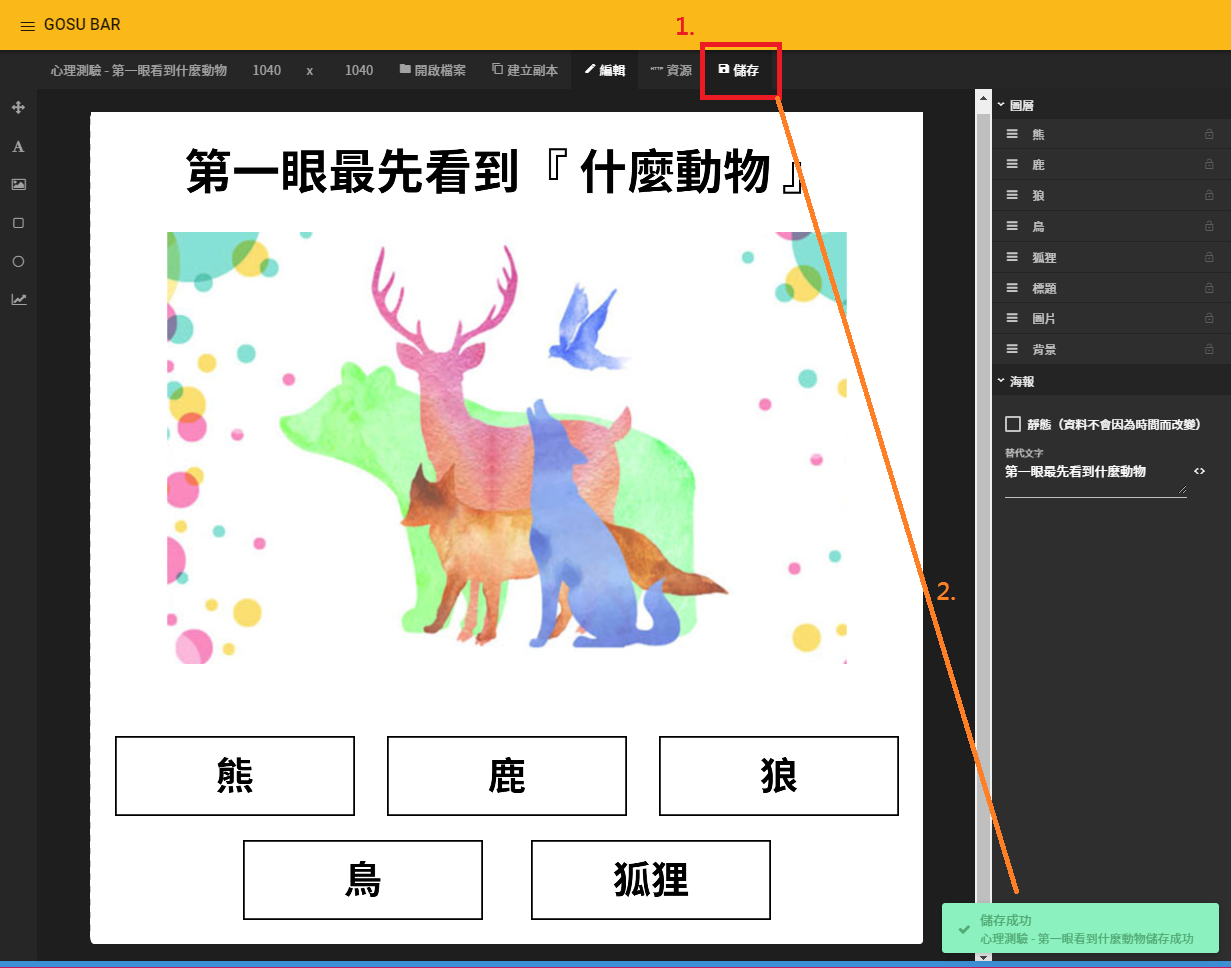 1.
GOSU BAR
心理測驗 - 第一眼看到什麼動物 1040 x 1040 開啟檔案 建立副本 編輯 HTTP 資源 儲存
圖層
熊
鹿
狼
鳥
狐狸
標題
圖片
背景
海報
靜態（資料不會因為時間而改變）
替代文字
第一眼最先看到什麼動物
第一眼最先看到『 什麼動物 』
2.
熊 鹿 狼
鳥 狐狸
儲存成功
心理測驗 - 第一眼看到什麼動物儲存成功